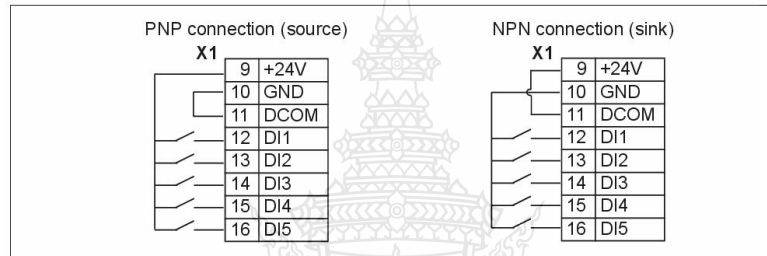 PNP connection (source)
X1
9 +24V
10 GND
11 DCOM
12 DI1
13 DI2
14 DI3
15 DI4
16 DI5
NPN connection (sink)
X1
9 +24V
10 GND
11 DCOM
12 DI1
13 DI2
14 DI3
15 DI4
16 DI5